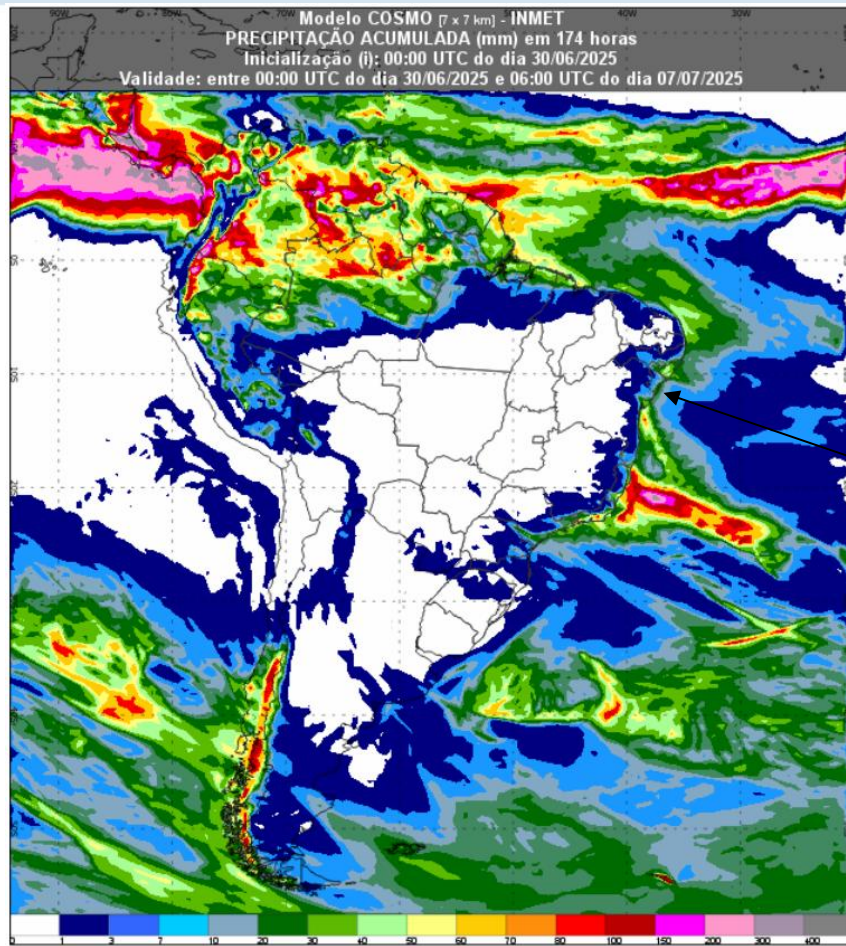 Modelo COSMO [7 x 7 km] - INMET
PRECIPITAÇÃO ACUMULADA (mm) em 174 horas
Inicialização (i): 00:00 UTC do dia 30/06/2025
Validade: entre 00:00 UTC do dia 30/06/2025 e 06:00 UTC do dia 07/07/2025
0 1 3 7 10 20 30 40 50 60 70 80 100 150 200 300 400